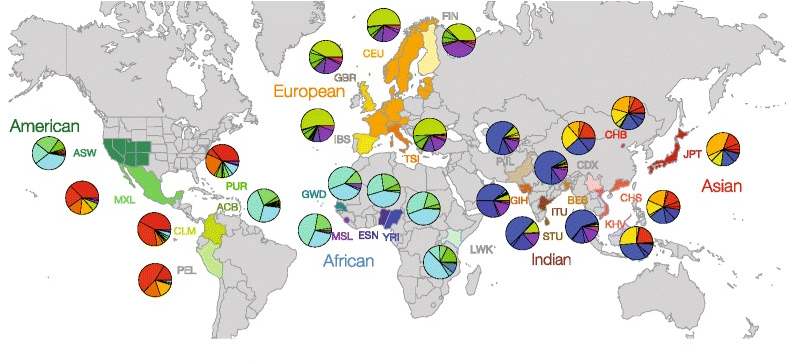 FIN
CEU
GBR
European
American
IBS
TSI
CHB
ASW
PJL
CDX
JPT
Asian
MXL
PUR
GWD
ACB
GIH
BEB
CHS
ITU
CLM
MSL
ESN
YRI
STU
KHV
LWK
PEL
African
Indian